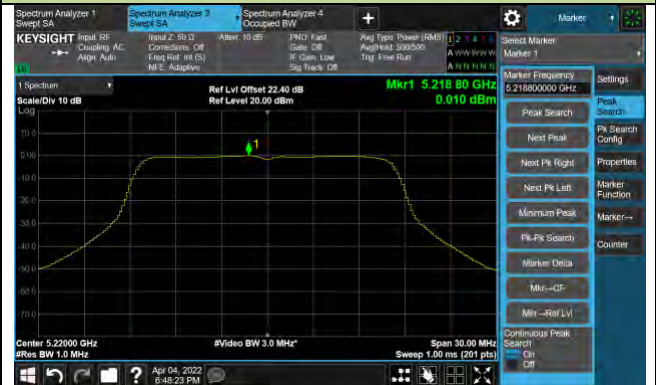 Spectrum Analyzer 1
Swept SA
Spectrum Analyzer 3
Swept SA
Spectrum Analyzer 4
Occupied BW
+
Marker
KEYSIGHT
Input: RF
Coupling: AC
Align: Auto
Input Z: 50 Ω
Corrections: Off
Freq Ref: Int (S)
NFE: Adaptive
Atten: 10 dB
PNO: Fast
Gate: Off
IF Gain: Low
Sig Track: Off
Avg Type: Power (RMS)
Avg|Hold: 500/500
Trig: Free Run
A W W W W W
A N N N N N
Select Marker
Marker 1
1 Spectrum
Scale/Div 10 dB
Log
Ref Lvl Offset 22.40 dB
Ref Level 20.00 dBm
Mkr1 5.218 80 GHz
0.010 dBm
1
10.0
0.00
-10.0
-20.0
-30.0
-40.0
-50.0
-60.0
-70.0
Center 5.22000 GHz
#Res BW 1.0 MHz
#Video BW 3.0 MHz*
Span 30.00 MHz
Sweep 1.00 ms (201 pts)
Marker Frequency
5.218800000 GHz
Peak Search
Next Peak
Next Pk Right
Next Pk Left
Minimum Peak
Pk-Pk Search
Marker Delta
Mkr→CF
Mkr→Ref Lvl
Continuous Peak
Search
On
Off
Settings
Peak
Search
Pk Search
Config
Properties
Marker
Function
Marker→
Counter
?
Apr 04, 2022
6:48:23 PM